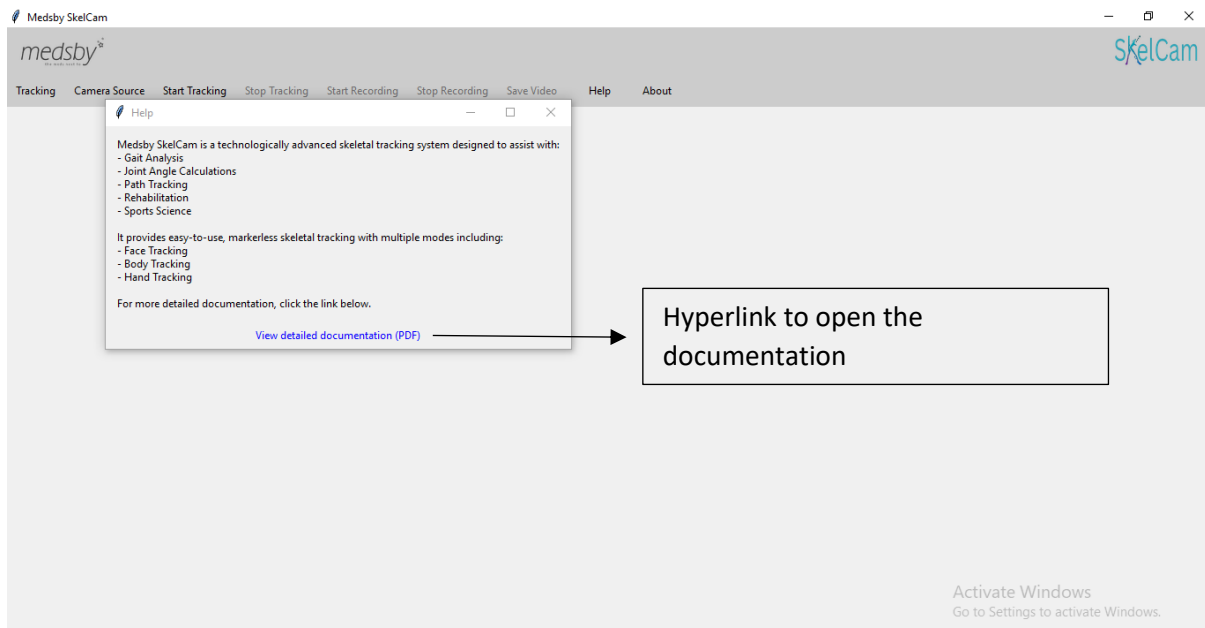 Medsby SkelCam
medsby
SkelCam
Tracking Camera Source Start Tracking Stop Tracking Start Recording Stop Recording Save Video Help About
Help
Medsby SkelCam is a technologically advanced skeletal tracking system designed to assist with:
- Gait Analysis
- Joint Angle Calculations
- Path Tracking
- Rehabilitation
- Sports Science
It provides easy-to-use, markerless skeletal tracking with multiple modes including:
- Face Tracking
- Body Tracking
- Hand Tracking
For more detailed documentation, click the link below.
View detailed documentation (PDF)
Hyperlink to open the
documentation
Activate Windows
Go to Settings to activate Windows.